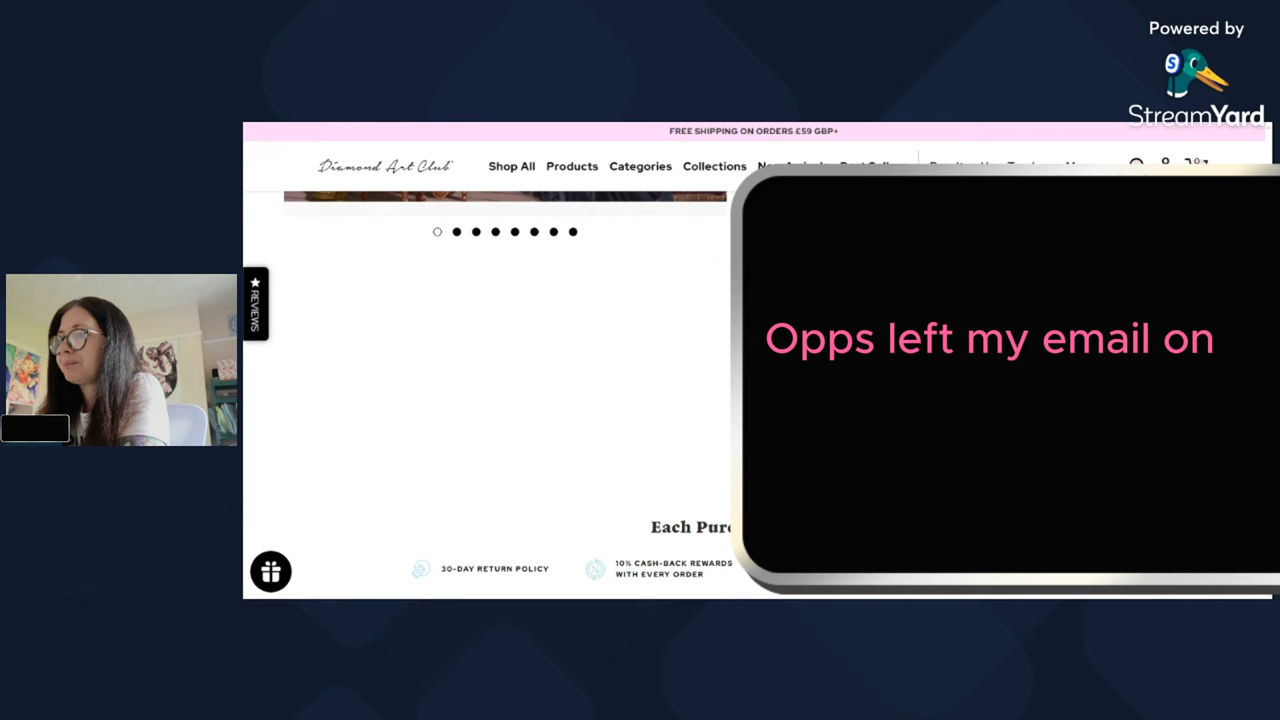 Powered by
StreamYard
FREE SHIPPING ON ORDERS £59 GBP+
Diamond Art Club
Shop All Products Categories Collections
REVIEWS
Opps left my email on
Each
30-DAY RETURN POLICY
10% CASH-BACK REWARDS
WITH EVERY ORDER